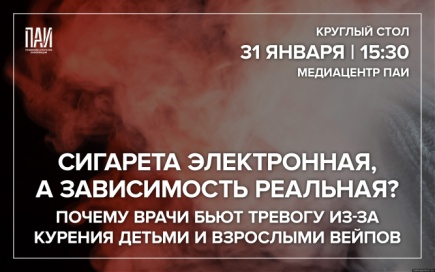 ПАИ
КРУГЛЫЙ СТОЛ
31 ЯНВАРЯ | 15:30
МЕДИАЦЕНТР ПАИ
СИГАРЕТА ЭЛЕКТРОННАЯ,
А ЗАВИСИМОСТЬ РЕАЛЬНАЯ?
ПОЧЕМУ ВРАЧИ БЬЮТ ТРЕВОГУ ИЗ-ЗА
КУРЕНИЯ ДЕТЬМИ И ВЗРОСЛЫМИ ВЕЙПОВ